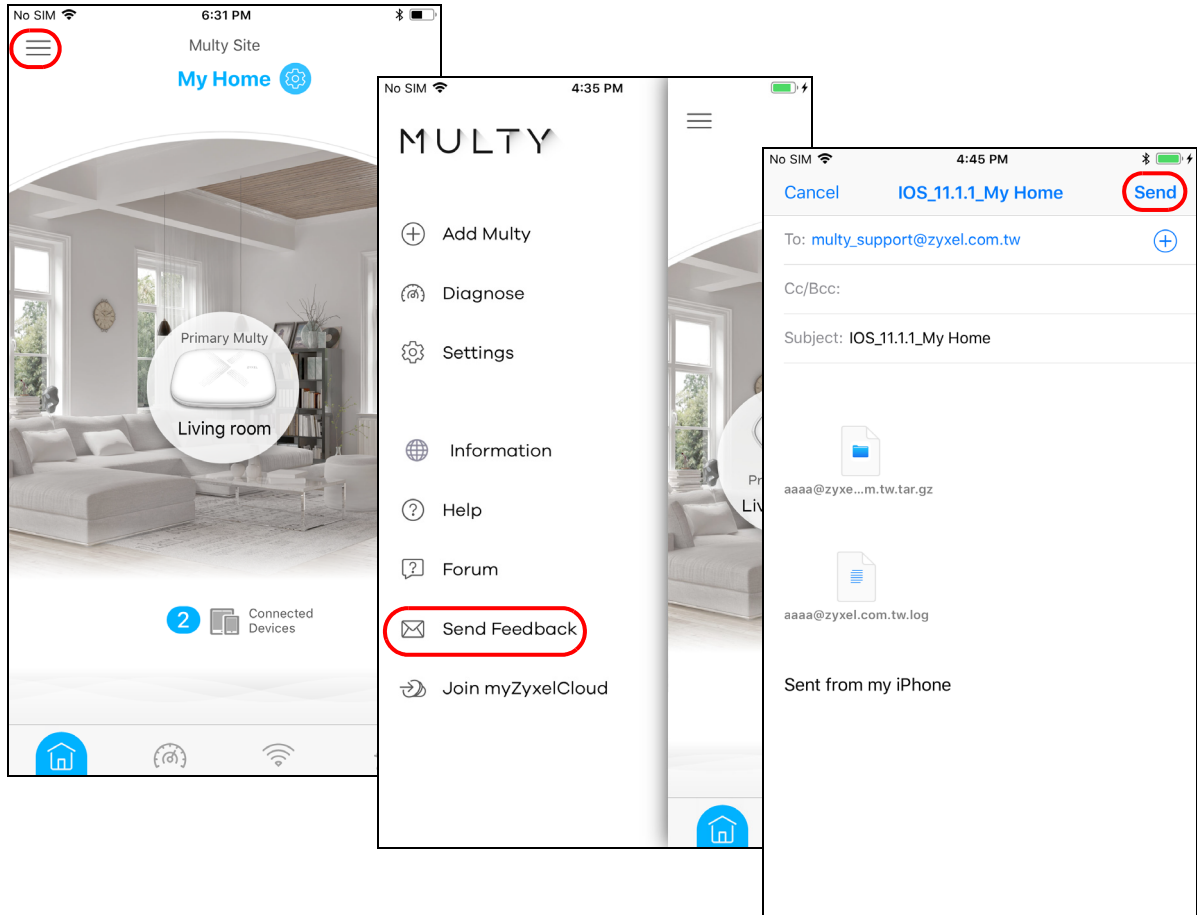 No SIM 6:31 PM
Multy Site
My Home
Primary Multy
Living room
2 Connected
Devices
No SIM 4:35 PM
MULTY
Add Multy
Diagnose
Settings
Information
Help
Forum
Send Feedback
Join myZyxelCloud
Pr
Liv
No SIM 4:45 PM
Cancel IOS_11.1.1_My Home Send
To: multy_support@zyxel.com.tw
Cc/Bcc:
Subject: IOS_11.1.1_My Home
aaaa@zyxe...m.tw.tar.gz
aaaa@zyxel.com.tw.log
Sent from my iPhone